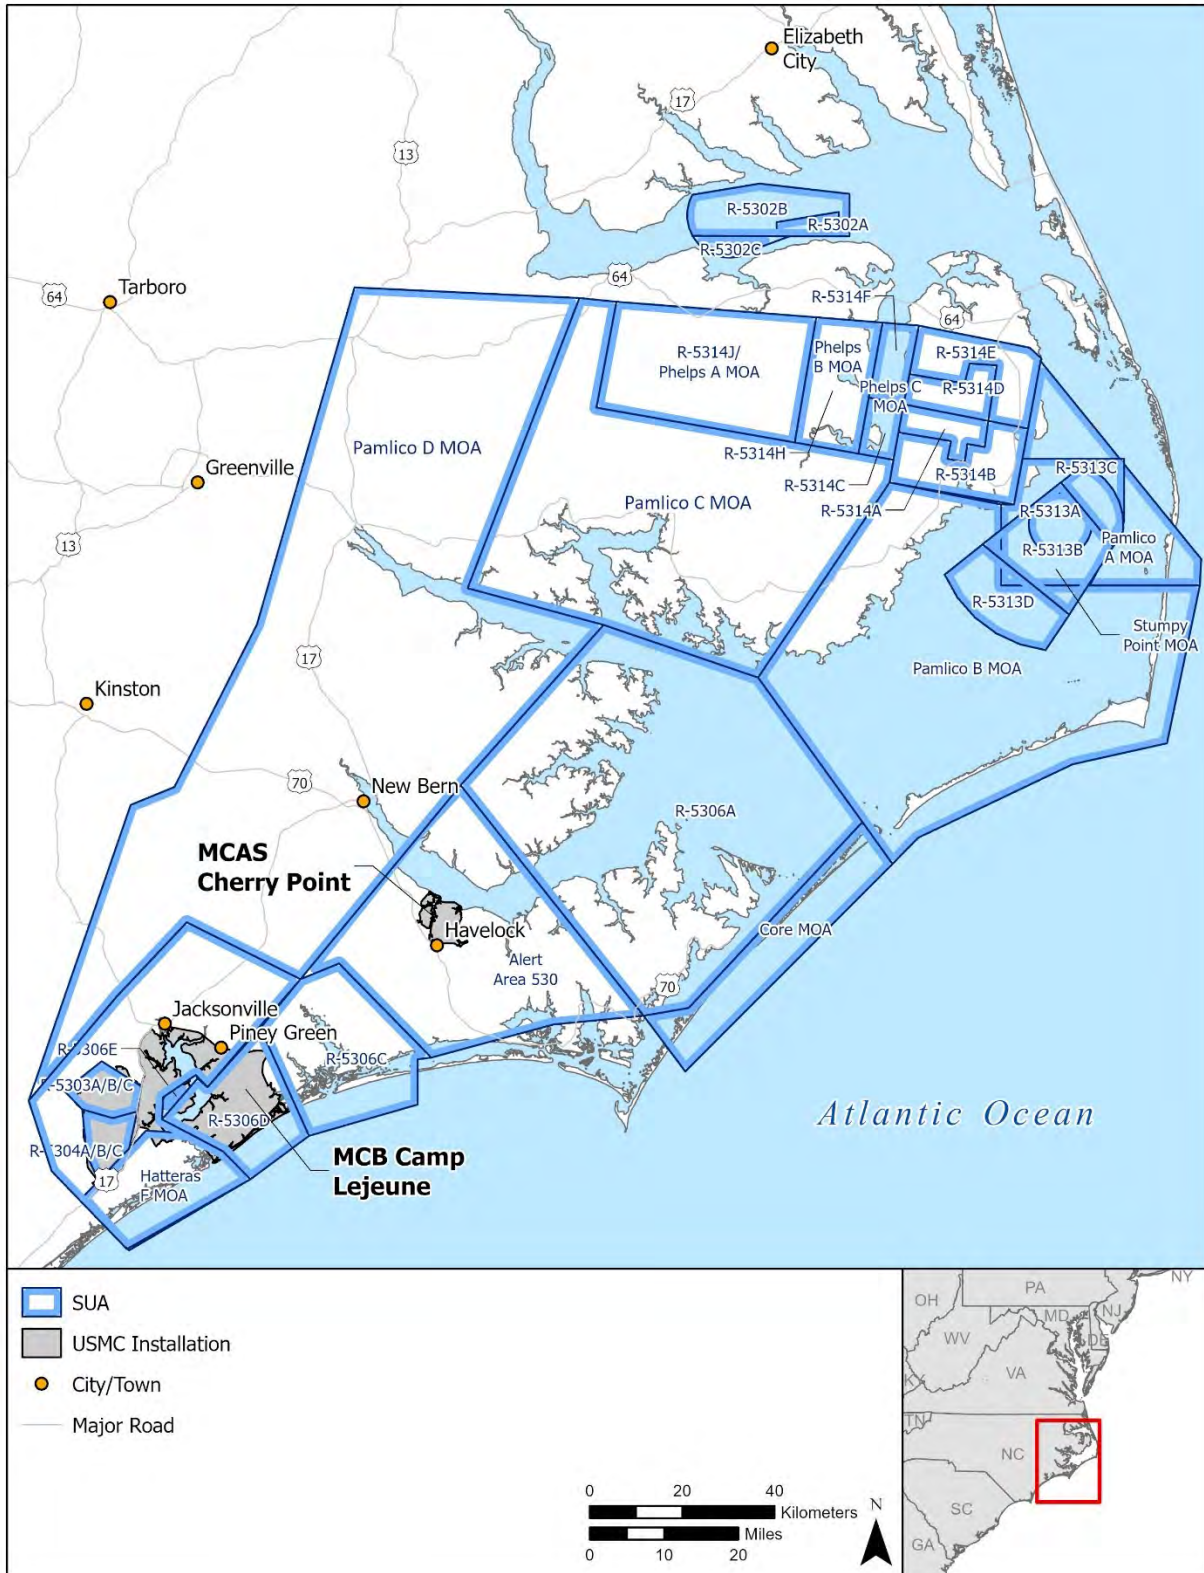 Elizabeth
City
17
13
R-5302B
R-5302A
R-5302C
64
Tarboro
64
R-5314F
64
R-5314J/
Phelps A MOA
Phelps
B MOA
R-5314E
Phelps C
MOA
R-5314D
Pamlico D MOA
R-5314H
R-5313C
Greenville
R-5314C
R-5314B
Pamlico C MOA
R-5314A
R-5313A
13
Pamlico
A MOA
R-5313B
R-5313D
Stumpy
Point MOA
17
Pamlico B MOA
Kinston
70
New Bern
R-5306A
MCAS
Cherry Point
Havelock
Core MOA
Alert
Area 530
70
Jacksonville
Piney Green
R-5306E
R-5306C
R-5303A/B/C
Atlantic Ocean
R-5306D
R-5304A/B/C
MCB Camp
Lejeune
17
Hatteras
F MOA
SUA
USMC Installation
City/Town
Major Road
0 20 40
Kilometers
Miles
0 10 20
N
NY
PA
OH
NJ
MD
DE
WV
VA
KY
TN
NC
SC
GA